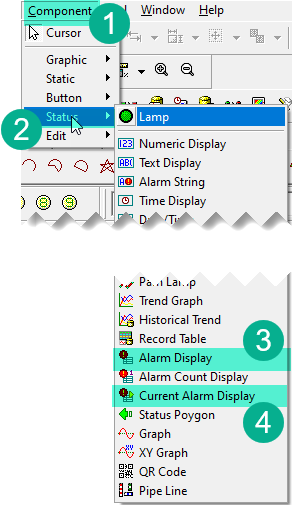 Component Window Help
1
Cursor
Graphic
Static
Button
2 Status
Edit
Lamp
Numeric Display
Text Display
Alarm String
Time Display
8 9
Path Lamp
Trend Graph
Historical Trend
Record Table
3
Alarm Display
Alarm Count Display
Current Alarm Display
4
Status Poygon
Graph
XY Graph
QR Code
Pipe Line